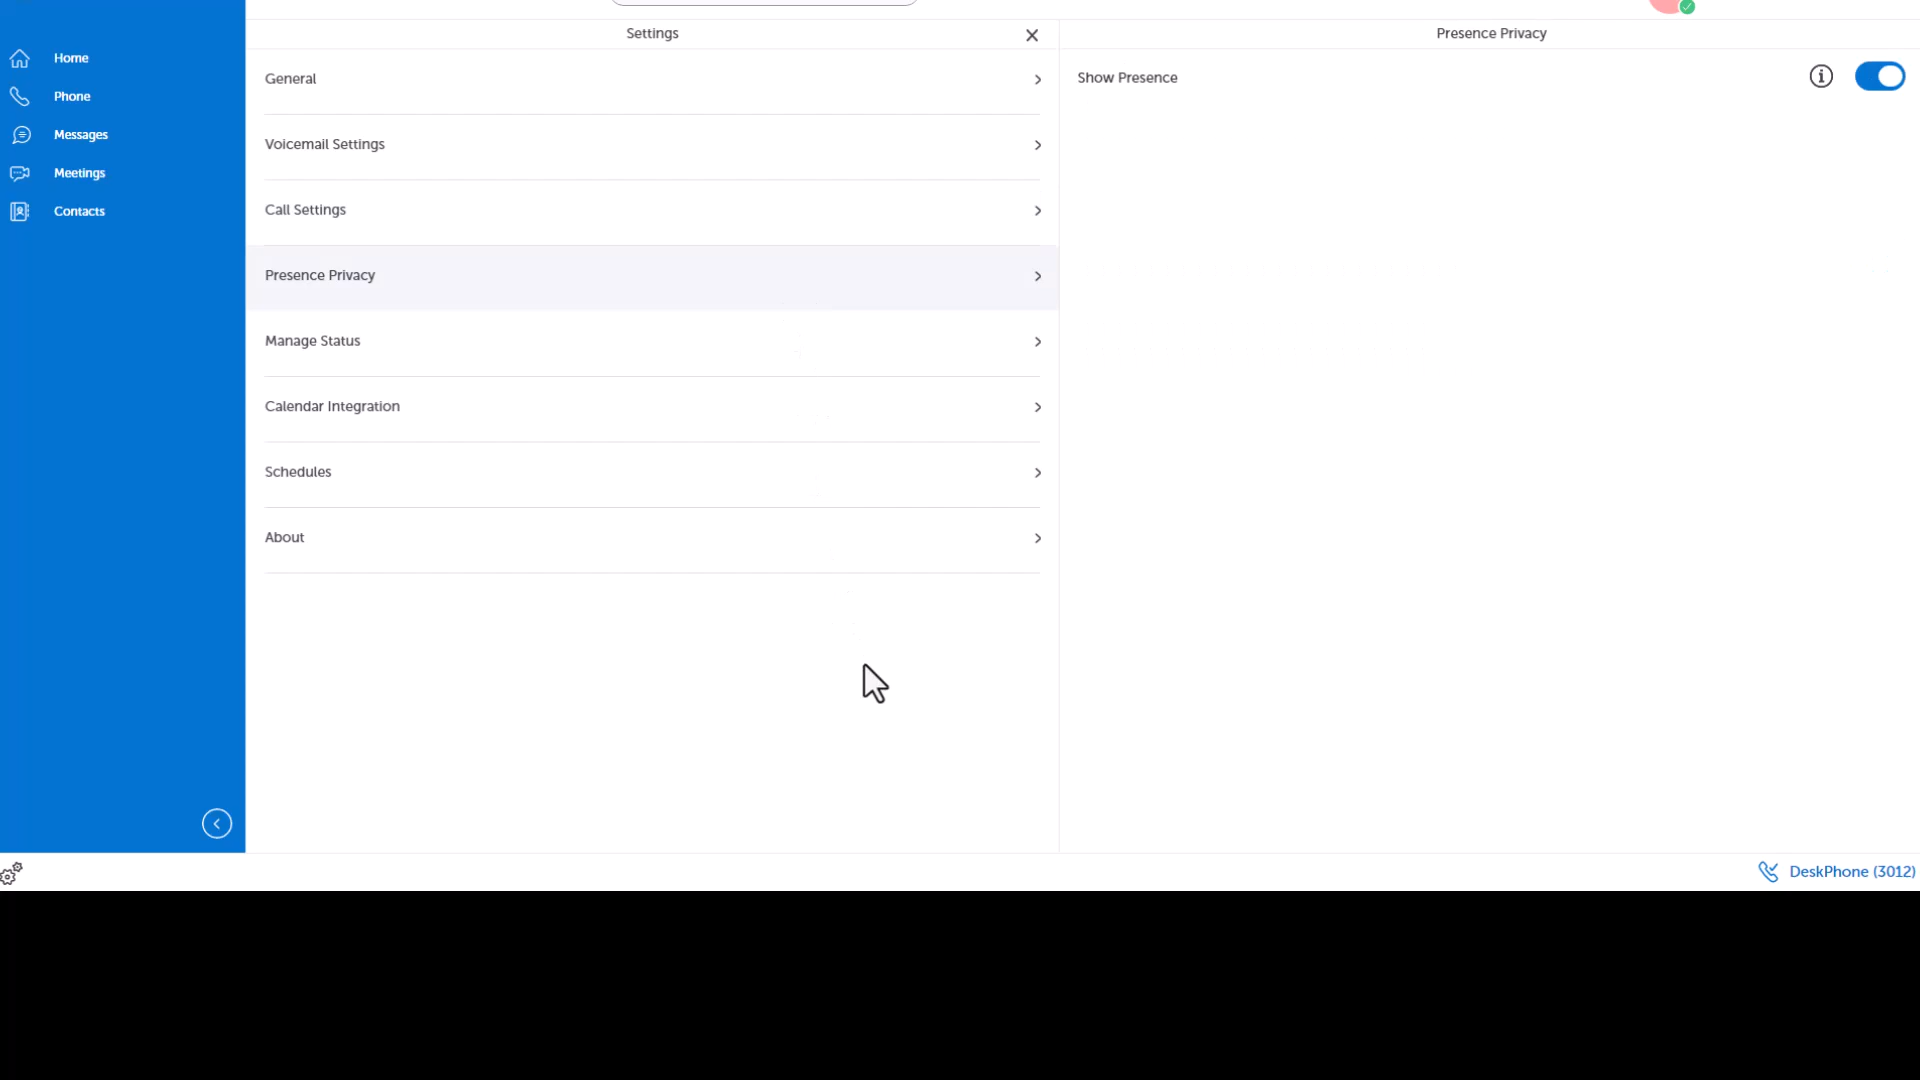 Home
Phone
Messages
Meetings
Contacts
Settings
General
Voicemail Settings
Call Settings
Presence Privacy
Manage Status
Calendar Integration
Schedules
About
Presence Privacy
Show Presence
DeskPhone (3012)